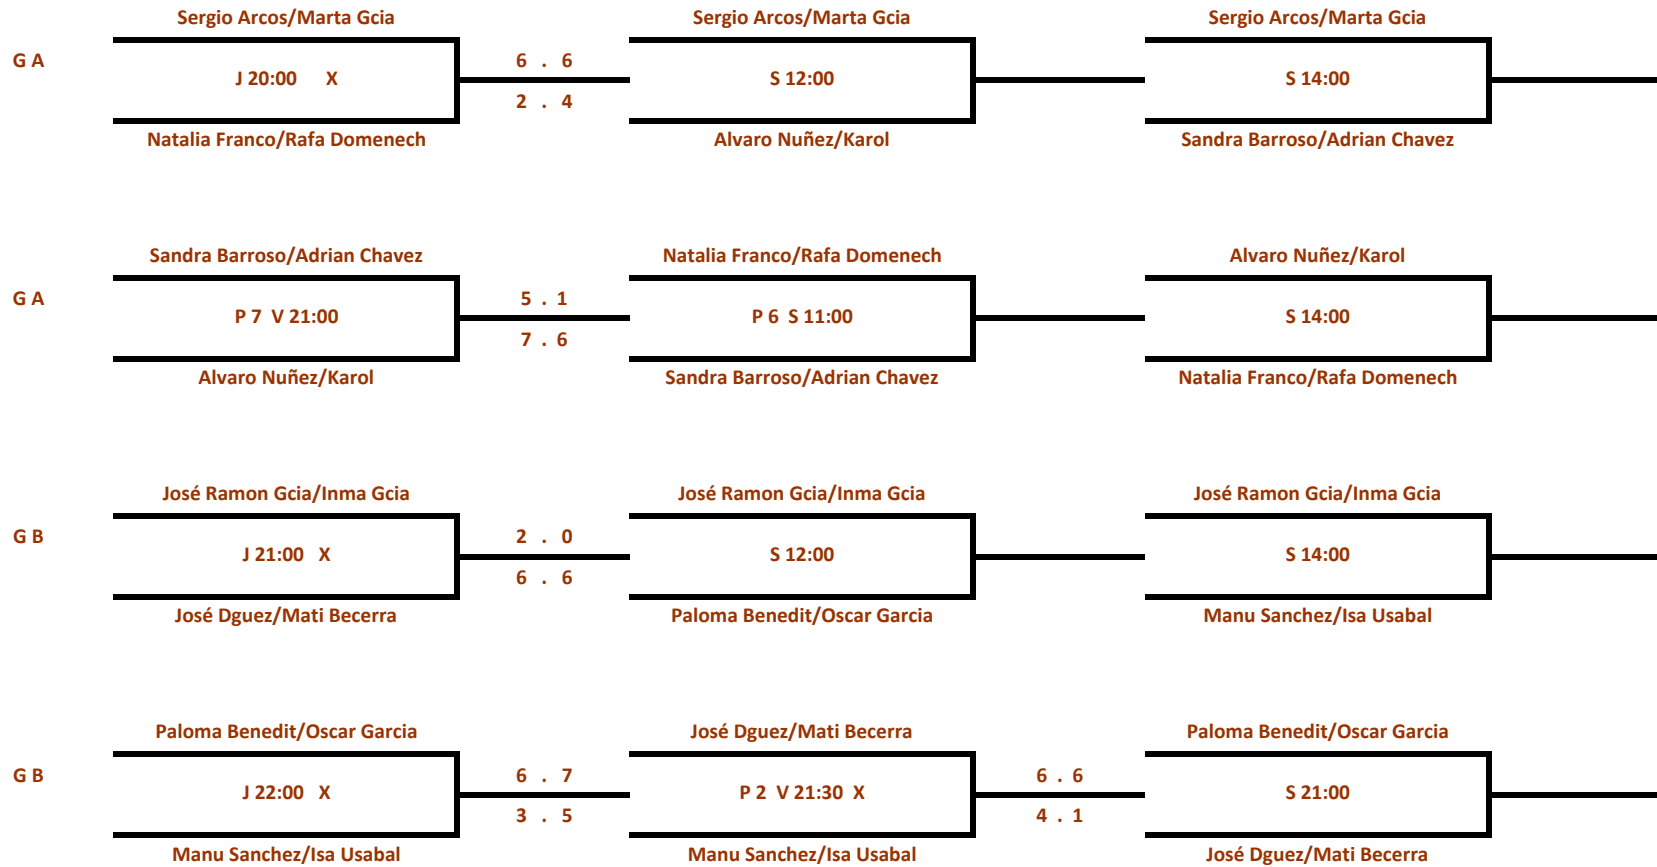 Sergio Arcos/Marta Gcia Sergio Arcos/Marta Gcia Sergio Arcos/Marta Gcia
G A 6 . 6
J 20:00 X S 12:00 S 14:00
2 . 4
Natalia Franco/Rafa Domenech Alvaro Nuñez/Karol Sandra Barroso/Adrian Chavez
Sandra Barroso/Adrian Chavez Natalia Franco/Rafa Domenech Alvaro Nuñez/Karol
G A 5 . 1
P 7 V 21:00 P 6 S 11:00 S 14:00
7 . 6
Alvaro Nuñez/Karol Sandra Barroso/Adrian Chavez Natalia Franco/Rafa Domenech
José Ramon Gcia/Inma Gcia José Ramon Gcia/Inma Gcia José Ramon Gcia/Inma Gcia
G B 2 . 0
J 21:00 X S 12:00 S 14:00
6 . 6
José Dguez/Mati Becerra Paloma Benedit/Oscar Garcia Manu Sanchez/Isa Usabal
Paloma Benedit/Oscar Garcia José Dguez/Mati Becerra Paloma Benedit/Oscar Garcia
G B 6 . 7 6 . 6
J 22:00 X P 2 V 21:30 X S 21:00
3 . 5 4 . 1
Manu Sanchez/Isa Usabal Manu Sanchez/Isa Usabal José Dguez/Mati Becerra